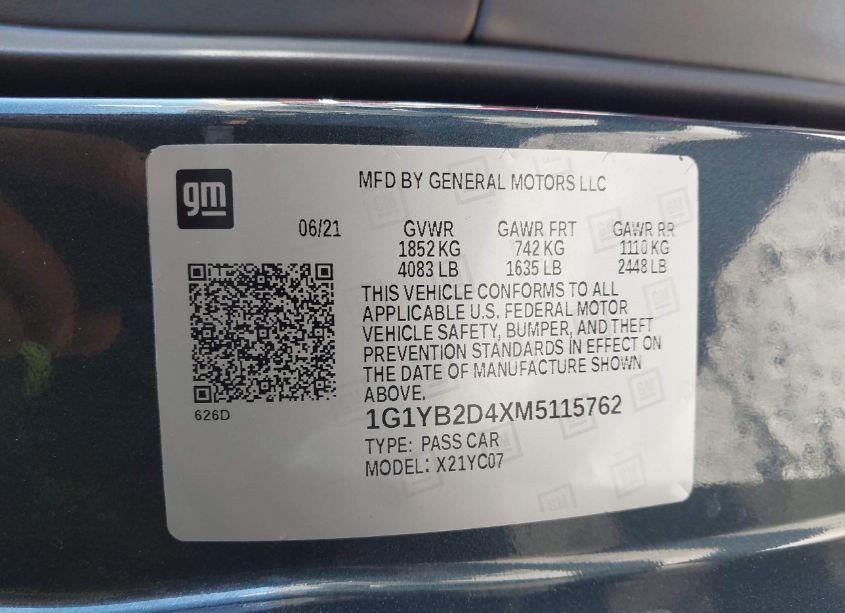 gm
MFD BY GENERAL MOTORS LLC
06/21 GVWR GAWR FRT GAWR RR
1852 KG 742 KG 1110 KG
4083 LB 1635 LB 2448 LB
THIS VEHICLE CONFORMS TO ALL
APPLICABLE U.S. FEDERAL MOTOR
VEHICLE SAFETY, BUMPER, AND THEFT
PREVENTION STANDARDS IN EFFECT ON
THE DATE OF MANUFACTURE SHOWN
ABOVE.
626D
1G1YB2D4XM5115762
TYPE: PASS CAR
MODEL: X21YC07